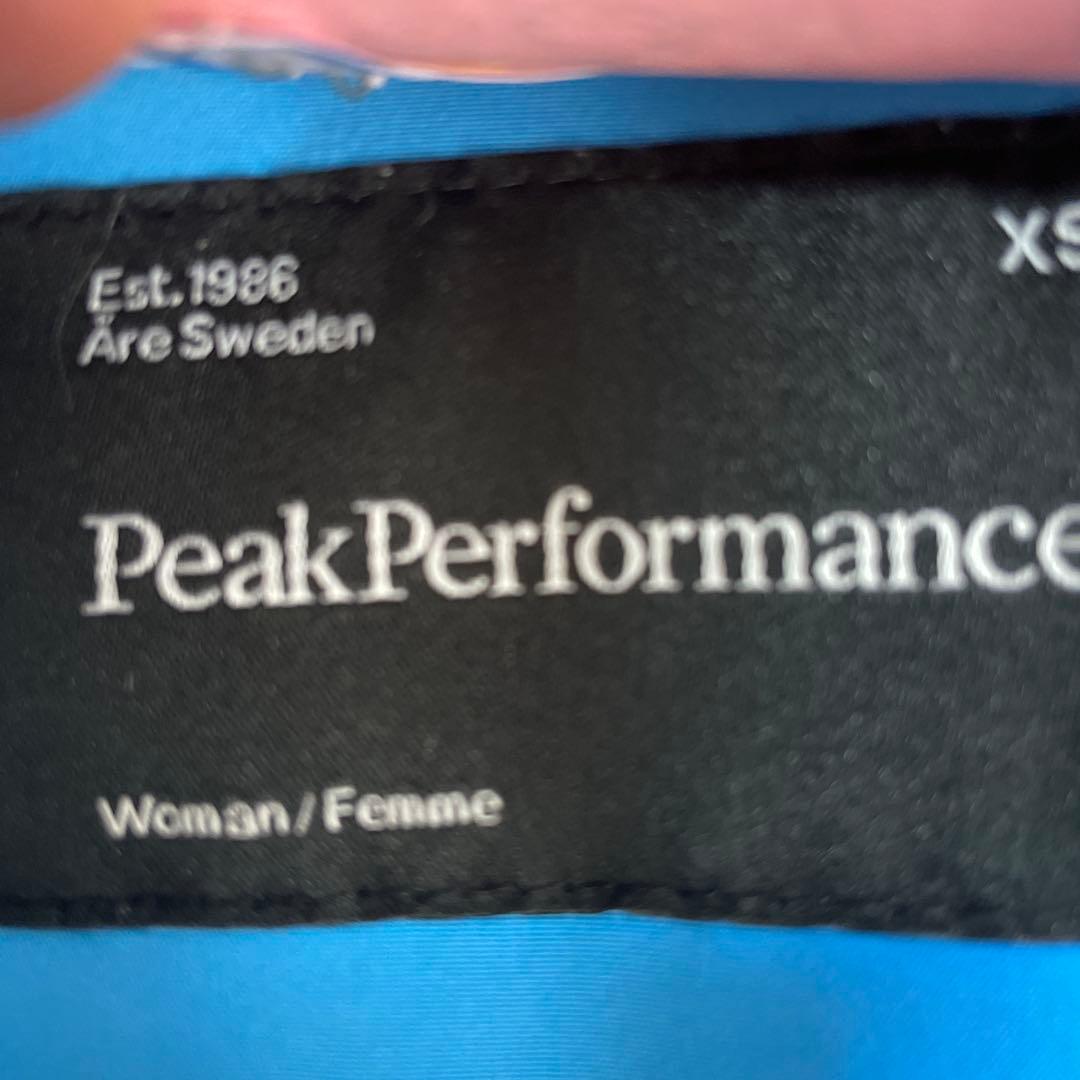 XS
Est.1986
Åre Sweden
PeakPerformance
Woman/Femme